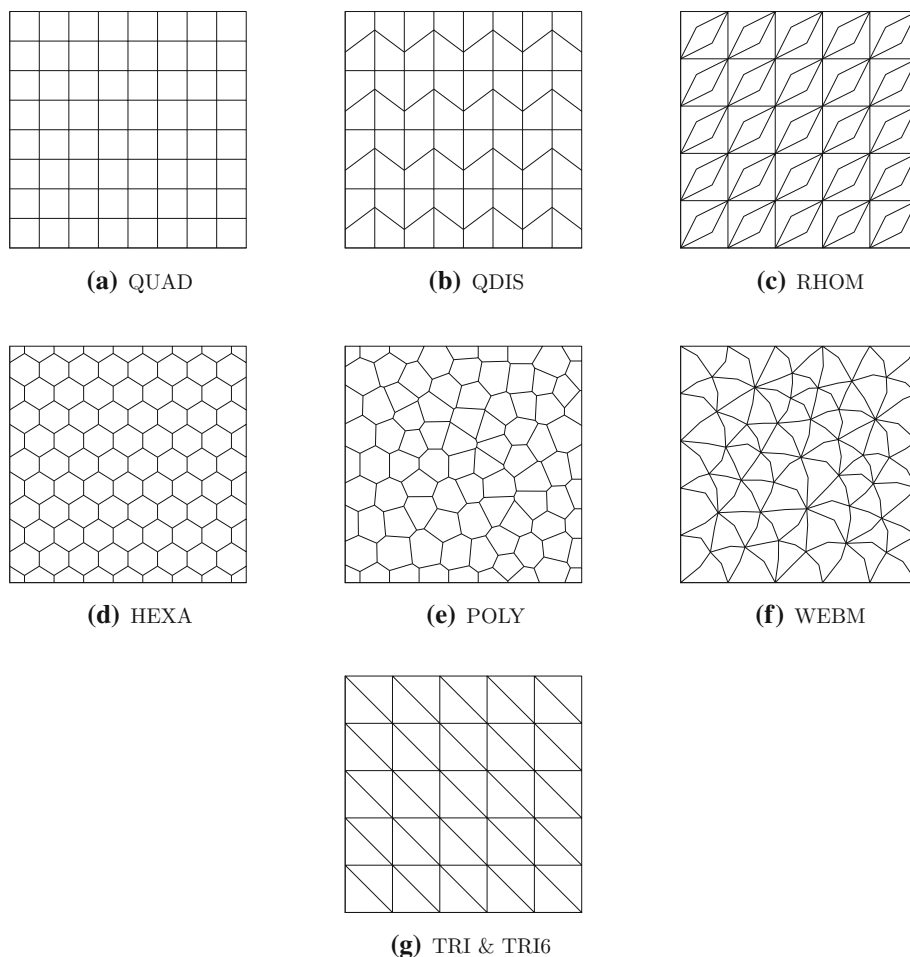 (a) QUAD
(b) QDIS
(c) RHOM
(d) HEXA
(e) POLY
(f) WEBM
(g) TRI & TRI6